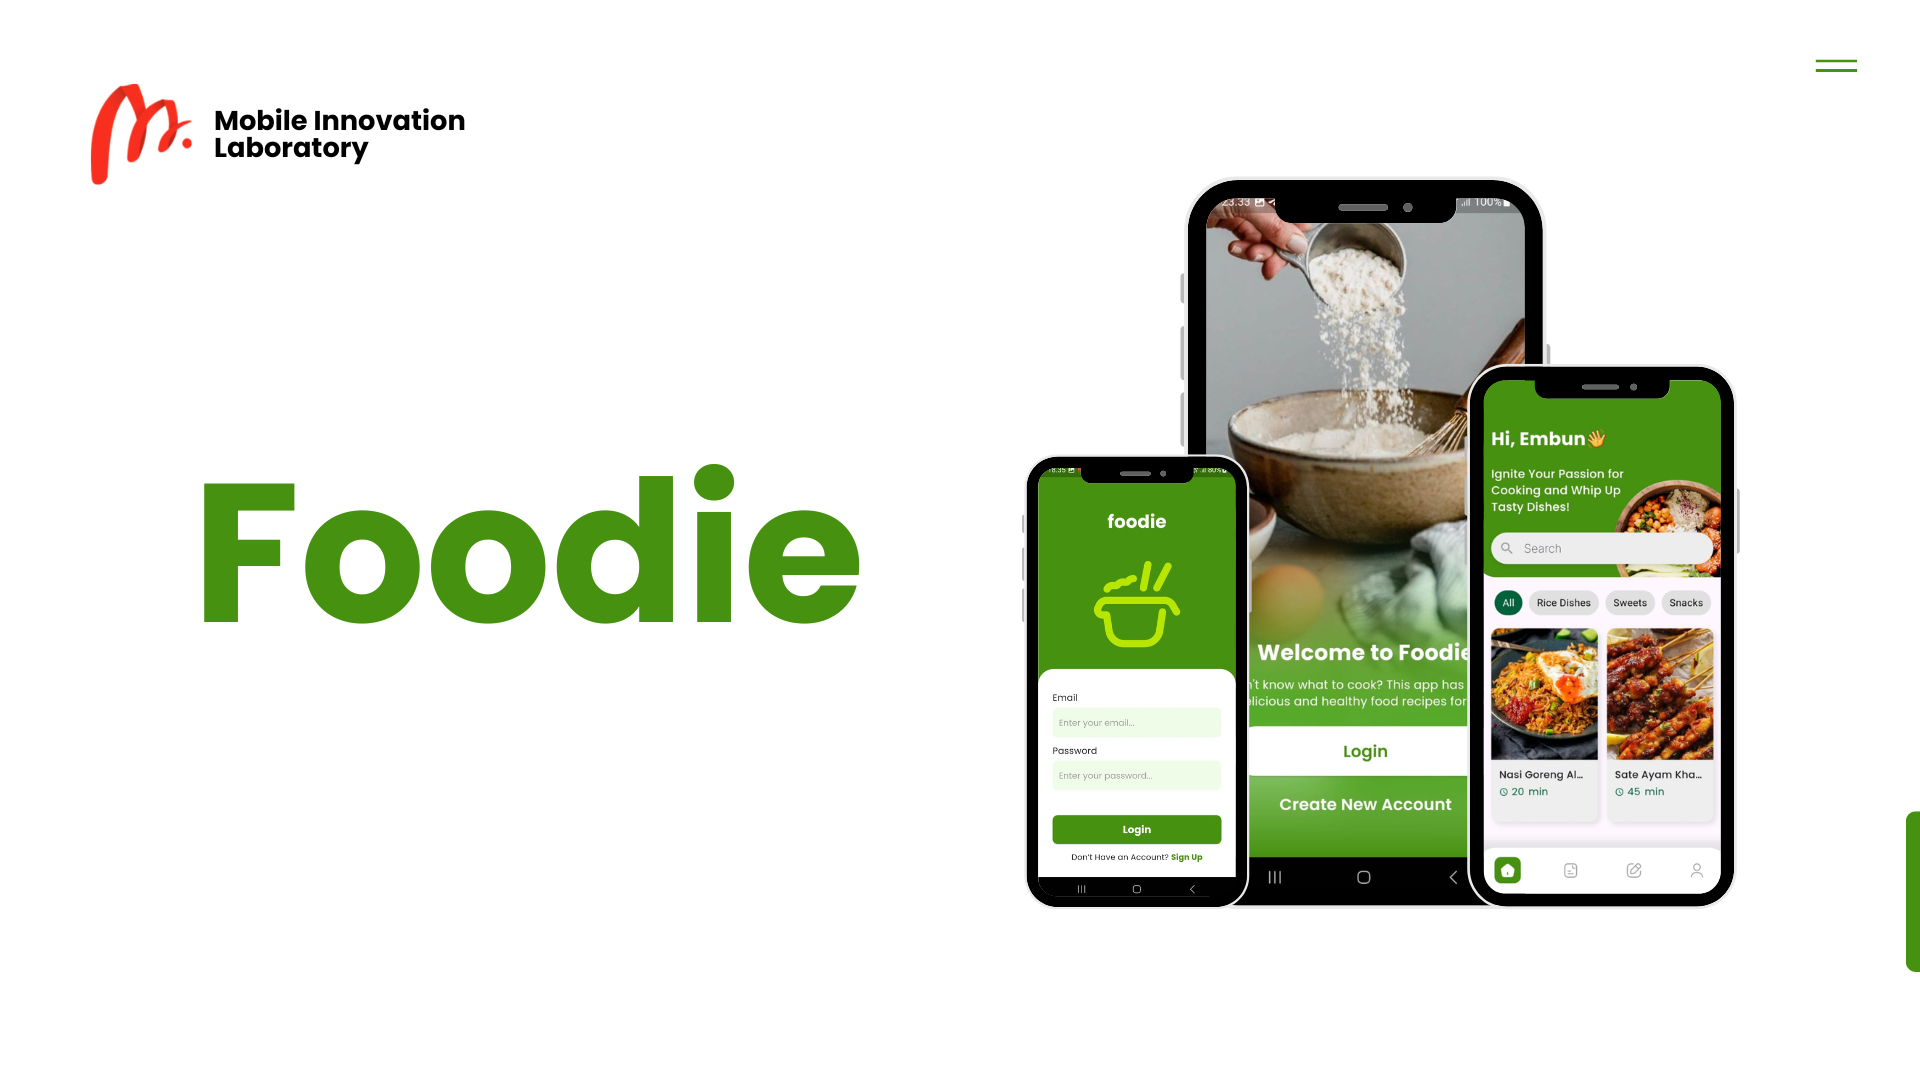 Mobile Innovation
Laboratory
Foodie
23.33
100%
Welcome to Foodie
't know what to cook? This app has
licious and healthy food recipes for
Login
Create New Account
8.35
80%
foodie
Email
Enter your email...
Password
Enter your password...
Login
Don't Have an Account? Sign Up
Hi, Embun👋
Ignite Your Passion for
Cooking and Whip Up
Tasty Dishes!
Search
All
Rice Dishes
Sweets
Snacks
Nasi Goreng Al...
20 min
Sate Ayam Kha...
45 min